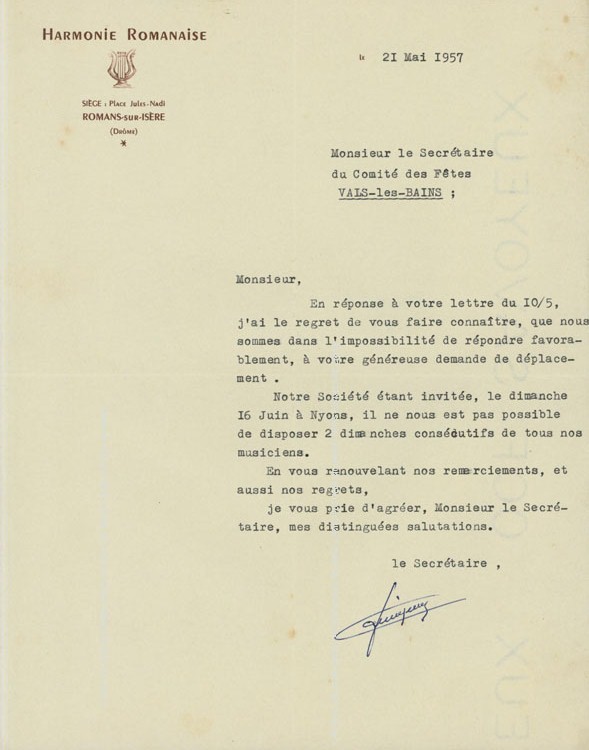 Harmonie Romanaise
SIÈGE : Place Jules-Nadi
ROMANS-sur-ISÈRE
(Drôme)
le 21 Mai 1957
Monsieur le Secrétaire
du Comité des Fêtes
VALS-les-BAINS ;
Monsieur,
En réponse à votre lettre du 10/5,
j'ai le regret de vous faire connaître, que nous
sommes dans l'impossibilité de répondre favora-
blement, à votre généreuse demande de déplace-
ment .
Notre Société étant invitée, le dimanche
16 Juin à Nyons, il ne nous est pas possible
de disposer 2 dimanches consédutifs de tous nos
musiciens.
En vous renouvelant nos remerciements, et
aussi nos regrets,
je vous prie d'agréer, Monsieur le Secré-
taire, mes distinguées salutations.
le Secrétaire ,